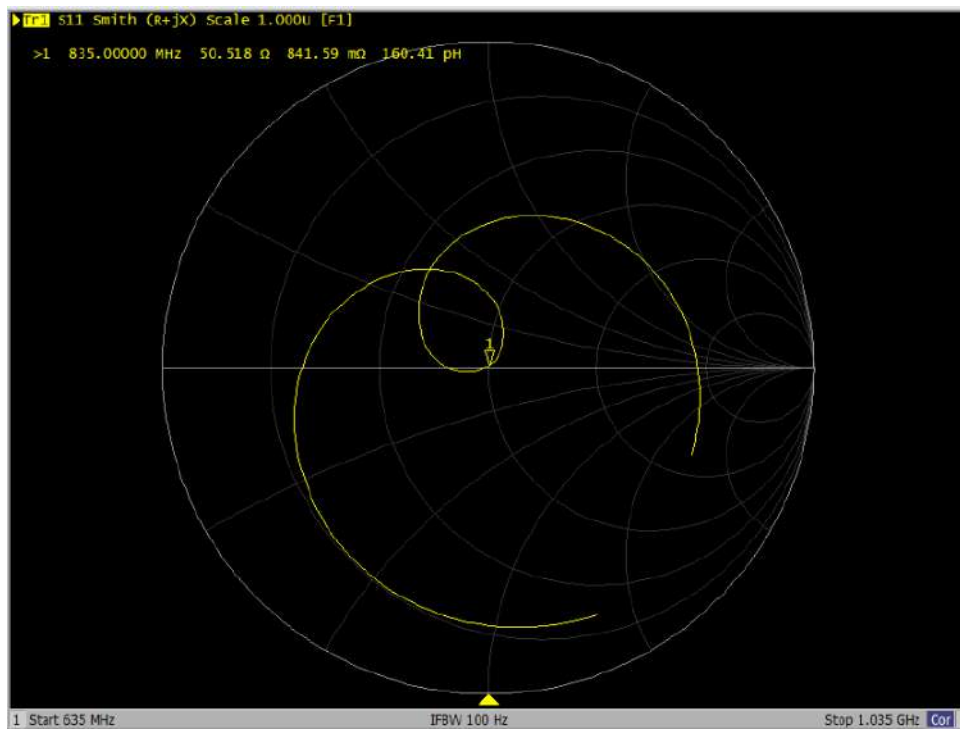 Tr1 S11 Smith (R+jX) Scale 1.000U [F1]
>1 835.00000 MHz 50.518 Ω 841.59 mΩ 160.41 pH
1
1 Start 635 MHz IFBW 100 Hz Stop 1.035 GHz Cor